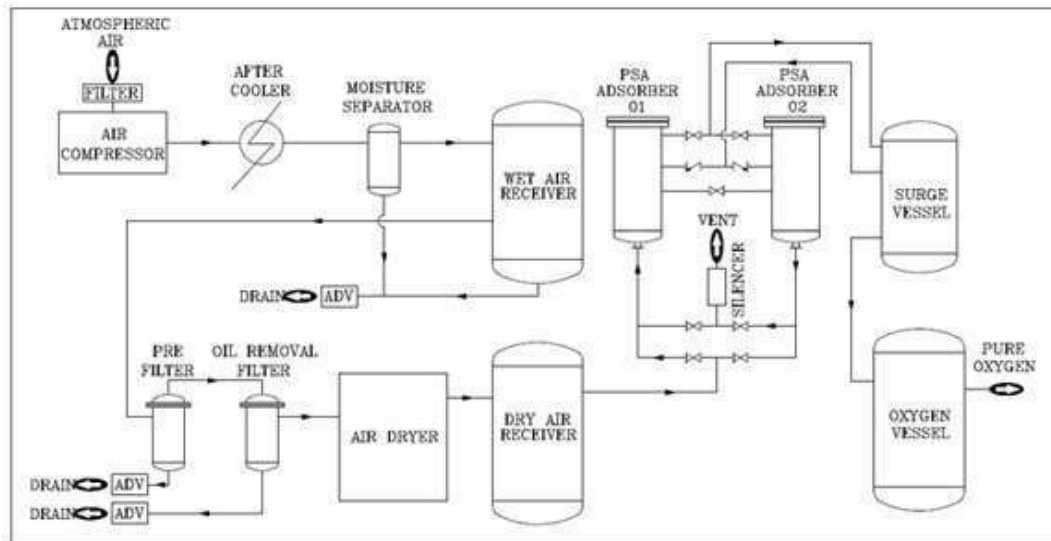 ATMOSPHERIC
AIR
FILTER
AIR
COMPRESSOR
AFTER
COOLER
MOISTURE
SEPARATOR
WET AIR
RECEIVER
DRAIN
ADV
PRE
FILTER
OIL REMOVAL
FILTER
DRAIN
ADV
DRAIN
ADV
AIR DRYER
DRY AIR
RECEIVER
PSA
ADSORBER
01
PSA
ADSORBER
02
VENT
SILENCER
SURGE
VESSEL
OXYGEN
VESSEL
PURE
OXYGEN